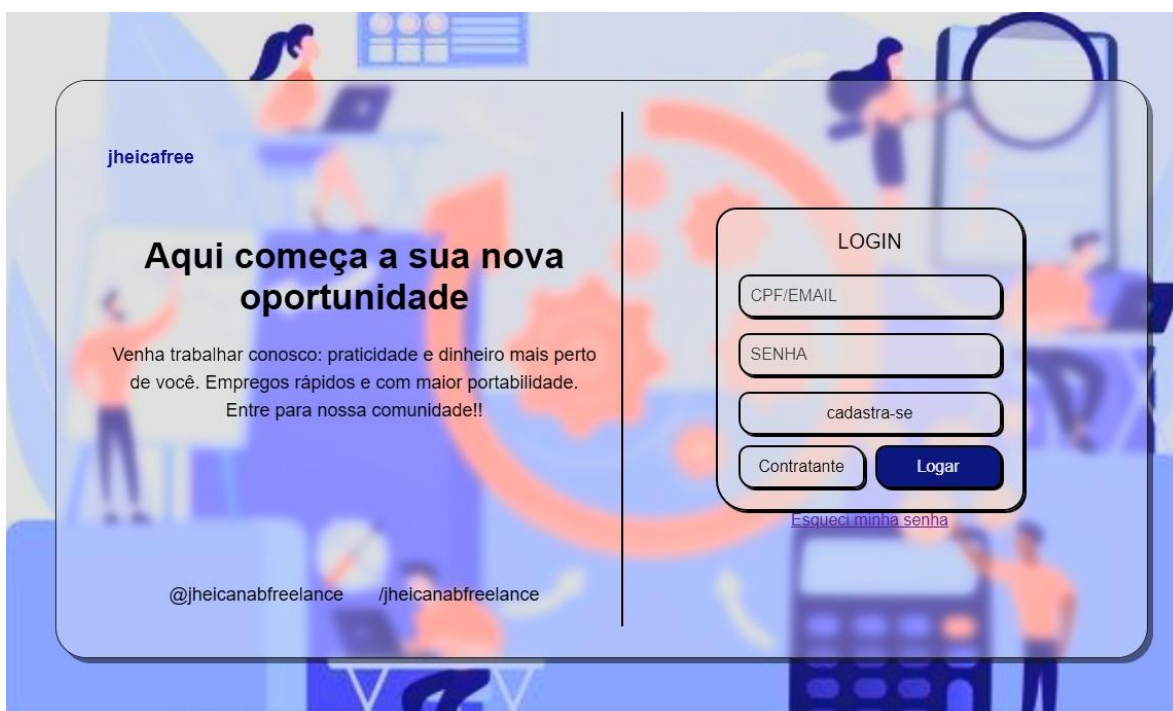 jheicafree
Aqui começa a sua nova
oportunidade
Venha trabalhar conosco: praticidade e dinheiro mais perto
de você. Empregos rápidos e com maior portabilidade.
Entre para nossa comunidade!!
@jheicanabfreelance /jheicanabfreelance
LOGIN
CPF/EMAIL
SENHA
cadastra-se
Contratante Logar
Esqueci minha senha